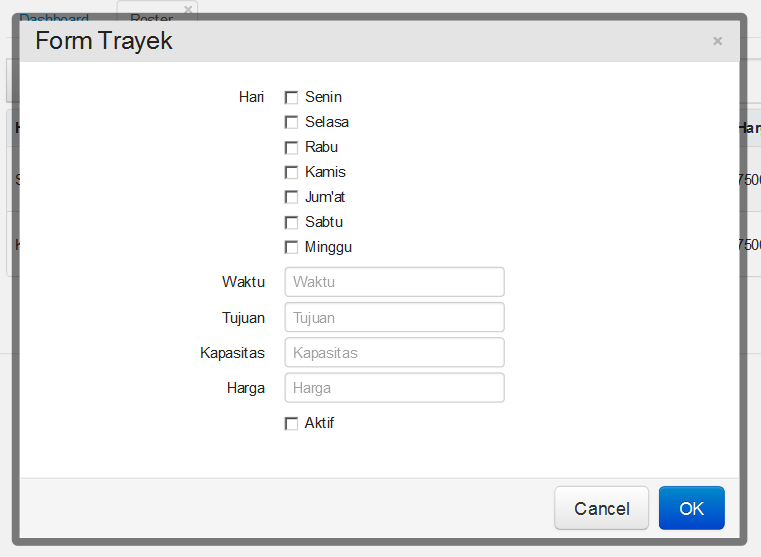 Dashboard Roster
Form Trayek
Hari
Senin
Selasa
Rabu
Kamis
Jum'at
Sabtu
Minggu
Waktu Waktu
Tujuan Tujuan
Kapasitas Kapasitas
Harga Harga
Aktif
Cancel OK